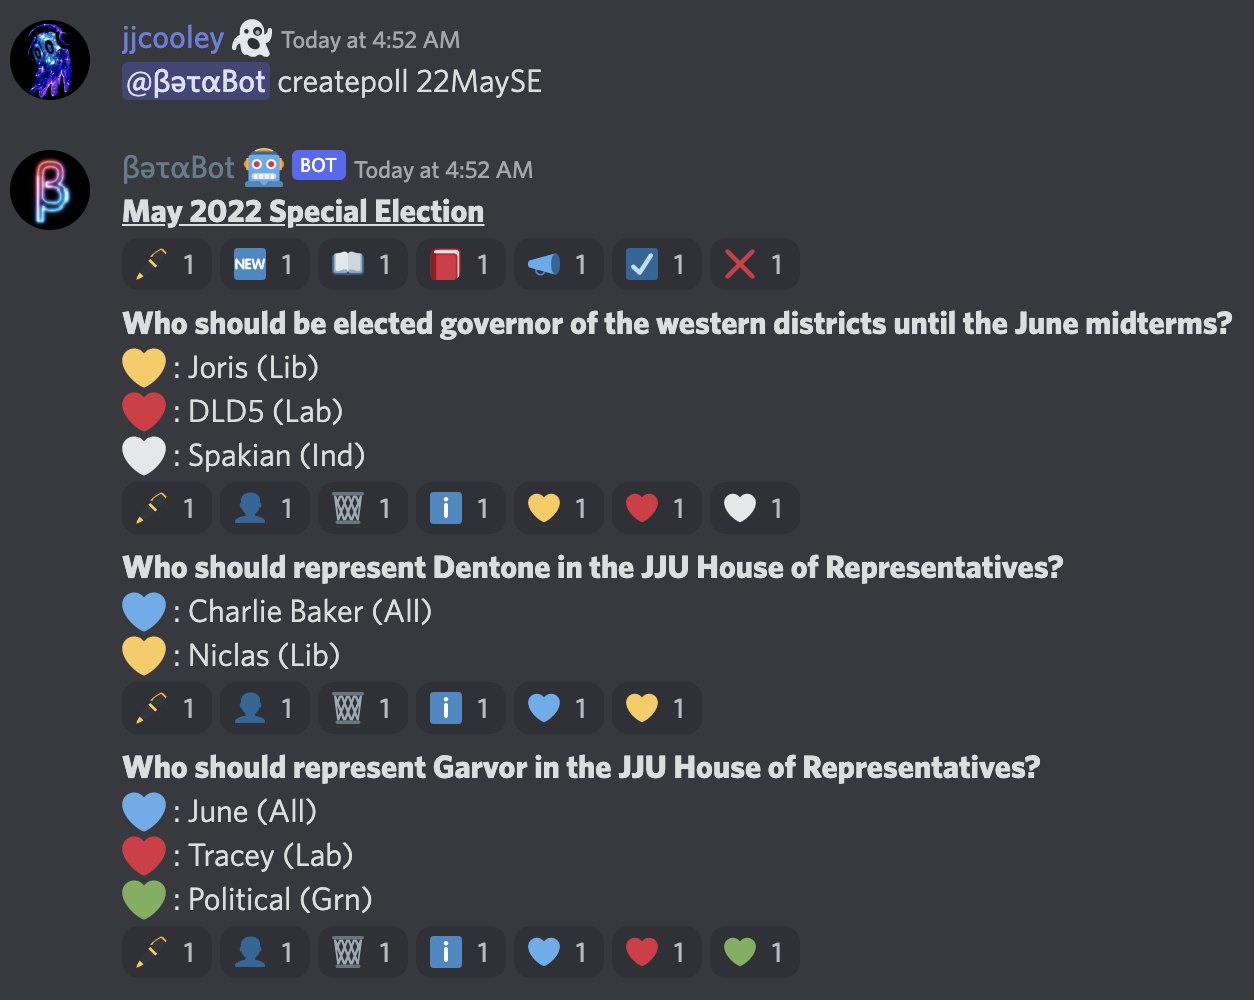 jjcooley Today at 4:52 AM
@βəταBot createpoll 22MaySE
β
βəταBot BOT Today at 4:52 AM
May 2022 Special Election
1 NEW 1 1 1 1 1 1
Who should be elected governor of the western districts until the June midterms?
: Joris (Lib)
: DLD5 (Lab)
: Spakian (Ind)
1 1 1 i 1 1 1 1
Who should represent Dentone in the JJU House of Representatives?
: Charlie Baker (All)
: Niclas (Lib)
1 1 1 i 1 1 1
Who should represent Garvor in the JJU House of Representatives?
: June (All)
: Tracey (Lab)
: Political (Grn)
1 1 1 i 1 1 1 1